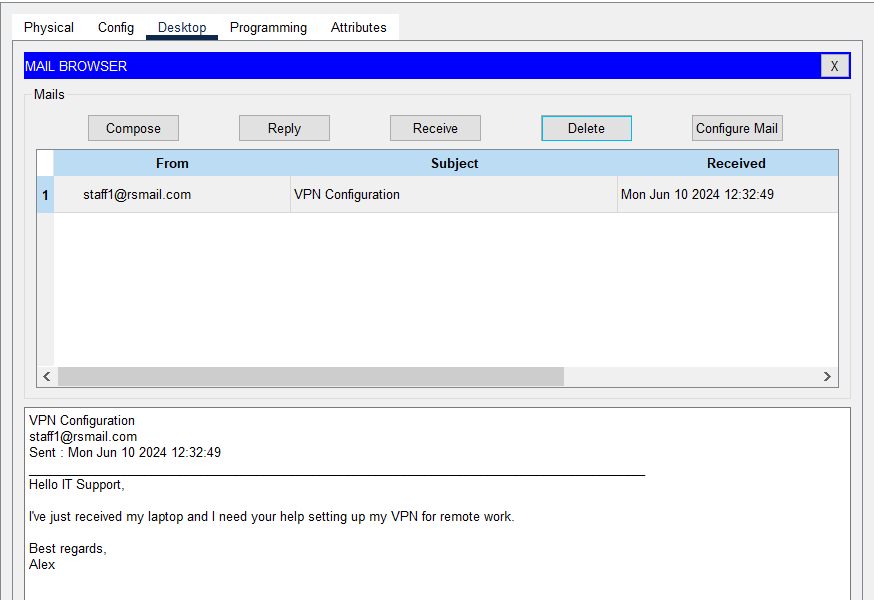 Physical Config Desktop Programming Attributes
MAIL BROWSER X
Mails
Compose Reply Receive Delete Configure Mail
From Subject Received
1 staff1@rsmail.com VPN Configuration Mon Jun 10 2024 12:32:49
VPN Configuration
staff1@rsmail.com
Sent : Mon Jun 10 2024 12:32:49
Hello IT Support,
I've just received my laptop and I need your help setting up my VPN for remote work.
Best regards,
Alex